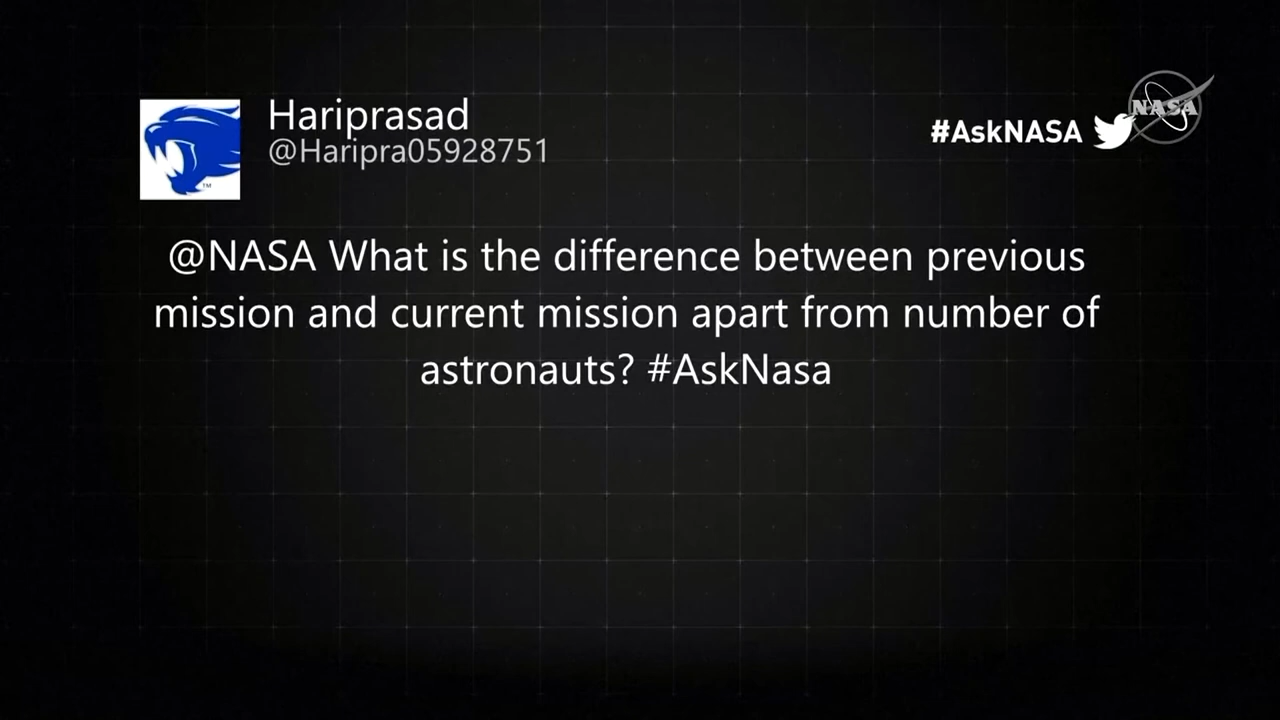 Hariprasad
@Haripra05928751
#AskNASA
NASA
@NASA What is the difference between previous
mission and current mission apart from number of
astronauts? #AskNasa
TM